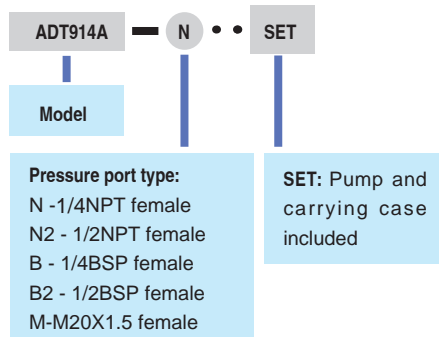 ADT914A — N • • SET
Model
Pressure port type:
N -1/4NPT female
N2 - 1/2NPT female
B - 1/4BSP female
B2 - 1/2BSP female
M-M20X1.5 female
SET: Pump and
carrying case
included